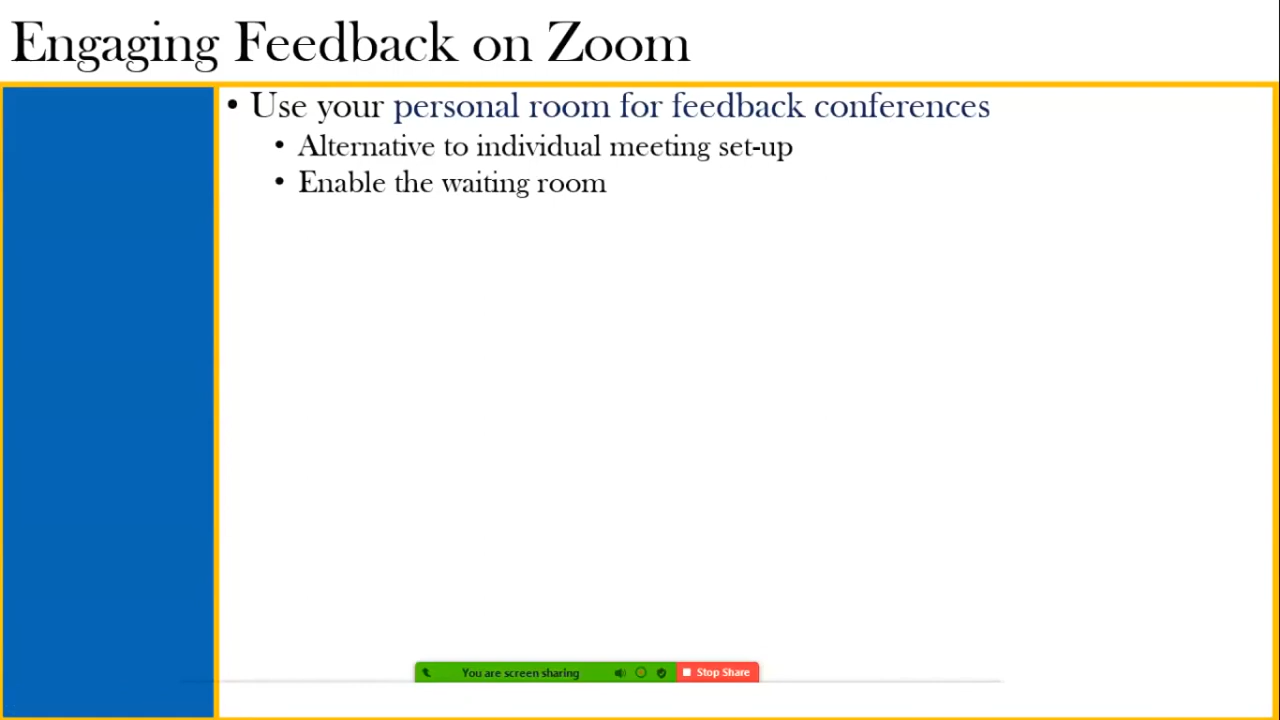 Engaging Feedback on Zoom
• Use your personal room for feedback conferences
• Alternative to individual meeting set-up
• Enable the waiting room
You are screen sharing
Stop Share